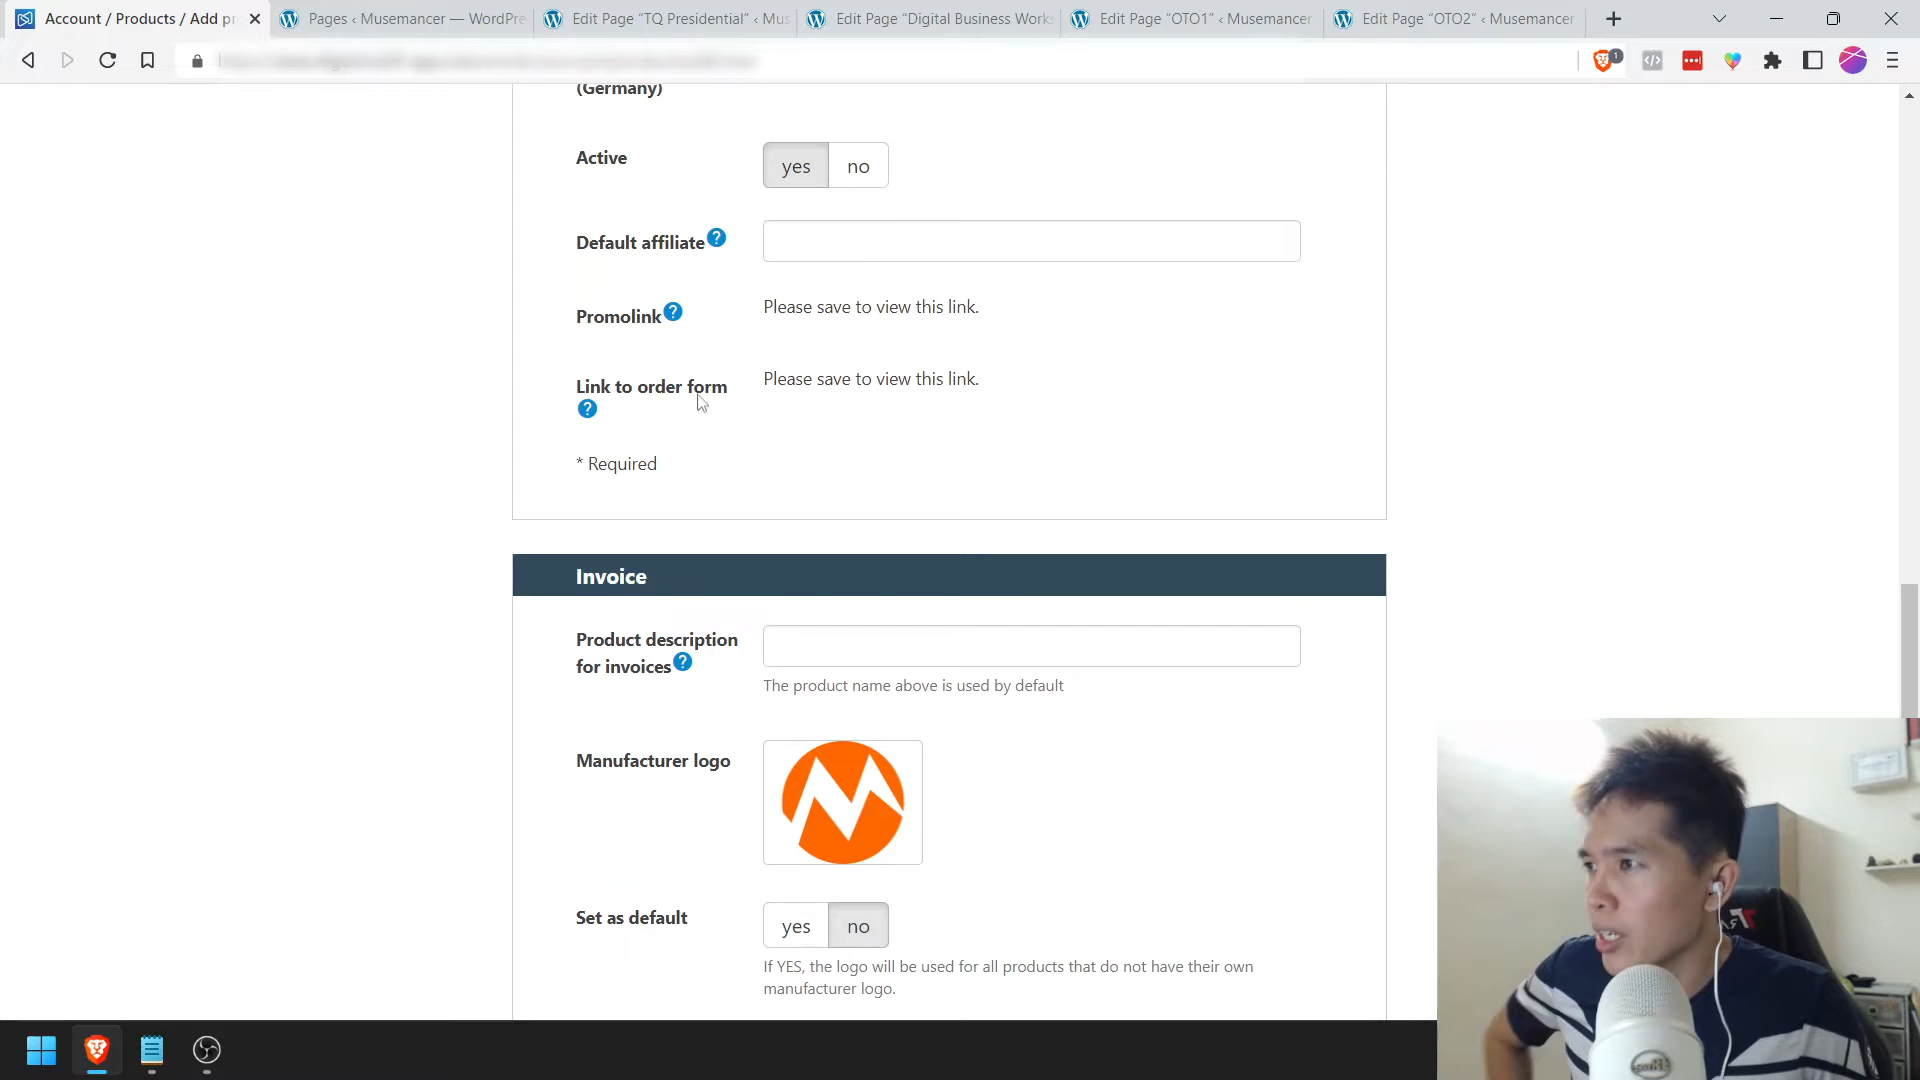 Account / Products / Add pr
Pages ‹ Musemancer — WordPre
Edit Page “TQ Presidential” ‹ Mus
Edit Page “Digital Business Works
Edit Page “OTO1” ‹ Musemancer
Edit Page “OTO2” ‹ Musemancer
1
(Germany)
Active
yes
no
Default affiliate
?
Promolink
?
Please save to view this link.
Link to order form
?
Please save to view this link.
* Required
Invoice
Product description
for invoices
?
The product name above is used by default
Manufacturer logo
Set as default
yes
no
If YES, the logo will be used for all products that do not have their own
manufacturer logo.